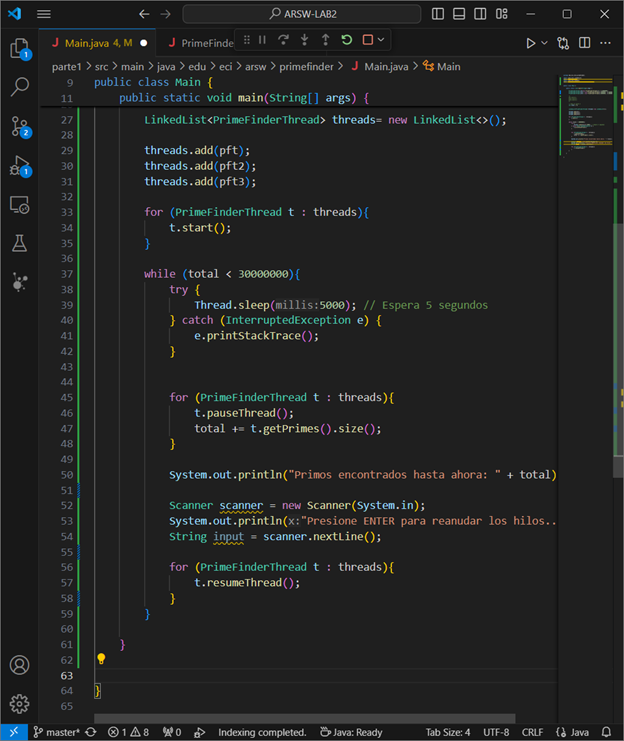 ARSW-LAB2
Main.java 4, M
PrimeFinde
parte1 > src > main > java > edu > eci > arsw > primefinder > Main.java > Main
9 public class Main {
11 public static void main(String[] args) {
27 LinkedList<PrimeFinderThread> threads= new LinkedList<>();
28
29 threads.add(pft);
30 threads.add(pft2);
31 threads.add(pft3);
32
33 for (PrimeFinderThread t : threads){
34 t.start();
35 }
36
37 while (total < 30000000){
38 try {
39 Thread.sleep(millis:5000); // Espera 5 segundos
40 } catch (InterruptedException e) {
41 e.printStackTrace();
42 }
43
44
45 for (PrimeFinderThread t : threads){
46 t.pauseThread();
47 total += t.getPrimes().size();
48 }
49
50 System.out.println("Primos encontrados hasta ahora: " + total)
51
52 Scanner scanner = new Scanner(System.in);
53 System.out.println(x:"Presione ENTER para reanudar los hilos..
54 String input = scanner.nextLine();
55
56 for (PrimeFinderThread t : threads){
57 t.resumeThread();
58 }
59 }
60
61 }
62
63
64 }
65
1
2
1
master* 1 8 0 Indexing completed. Java: Ready Tab Size: 4 UTF-8 CRLF {} Java